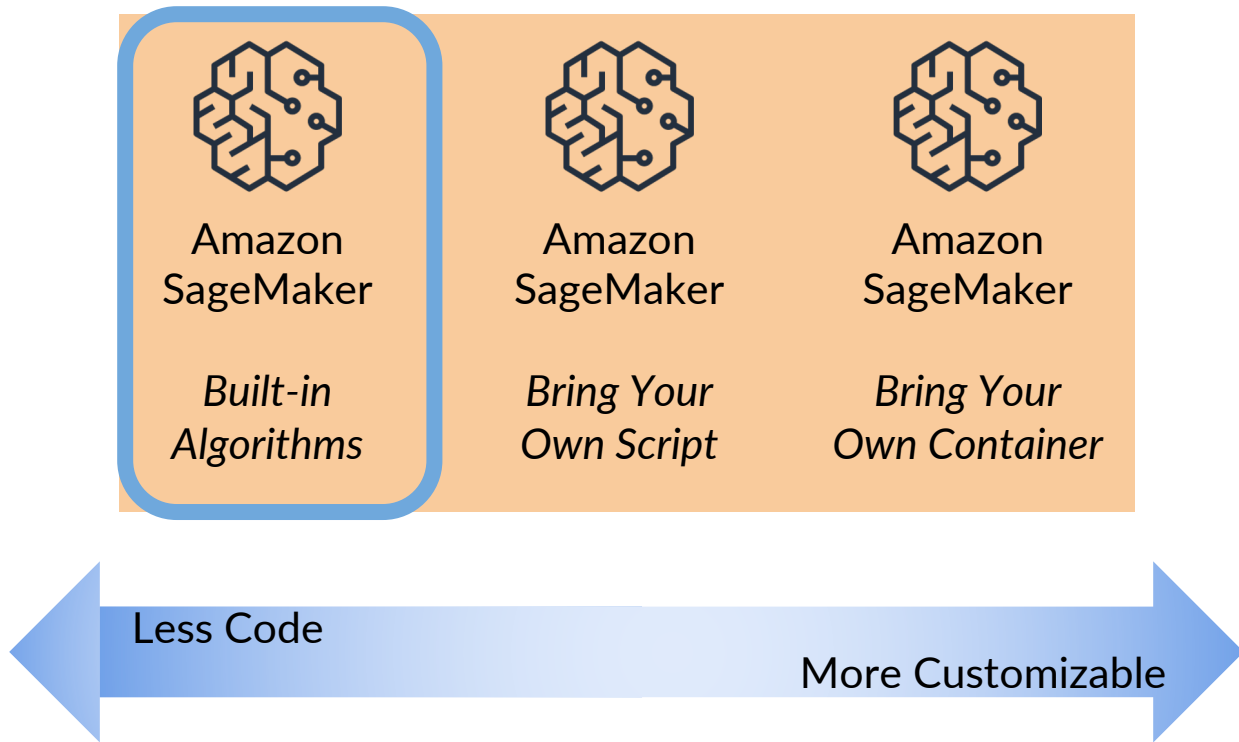 Amazon
SageMaker
Built-in
Algorithms
Amazon
SageMaker
Bring Your
Own Script
Amazon
SageMaker
Bring Your
Own Container
Less Code
More Customizable